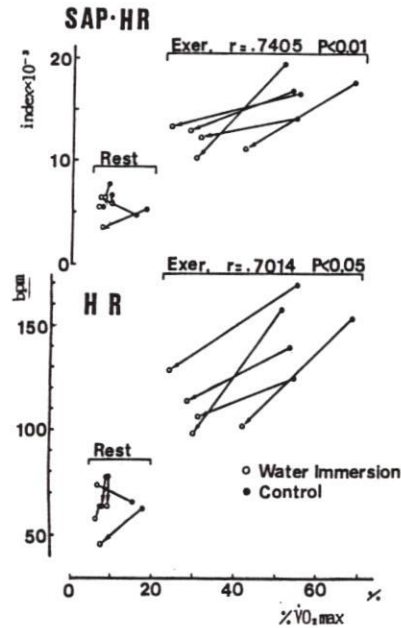 SAP·HR
index×10⁻³
20
10
0
Exer. r=.7405 P<0.01
Rest
bpm
HR
150
100
50
Exer. r=.7014 P<0.05
Rest
○ Water Immersion
● Control
0 20 40 60 %
%V̇O₂max